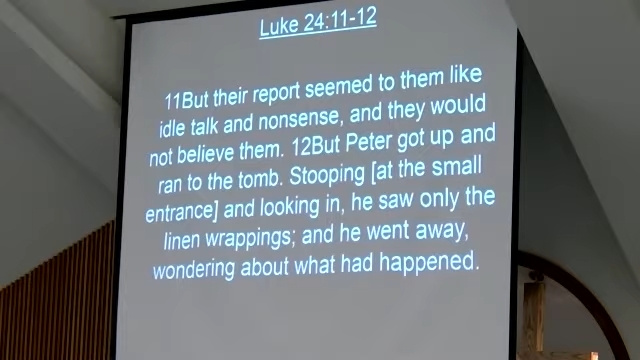 Luke 24:11-12
11But their report seemed to them like
idle talk and nonsense, and they would
not believe them. 12But Peter got up and
ran to the tomb. Stooping [at the small
entrance] and looking in, he saw only the
linen wrappings; and he went away,
wondering about what had happened.